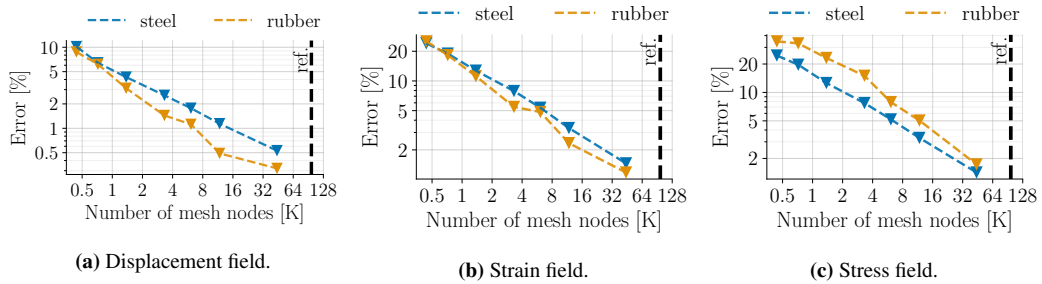 steel rubber
10
5
2
1
0.5
Error [%]
ref.
0.5 1 2 4 8 16 32 64 128
Number of mesh nodes [K]
(a) Displacement field.
steel rubber
20
10
5
2
Error [%]
ref.
0.5 1 2 4 8 16 32 64 128
Number of mesh nodes [K]
(b) Strain field.
steel rubber
20
10
5
2
Error [%]
ref.
0.5 1 2 4 8 16 32 64 128
Number of mesh nodes [K]
(c) Stress field.